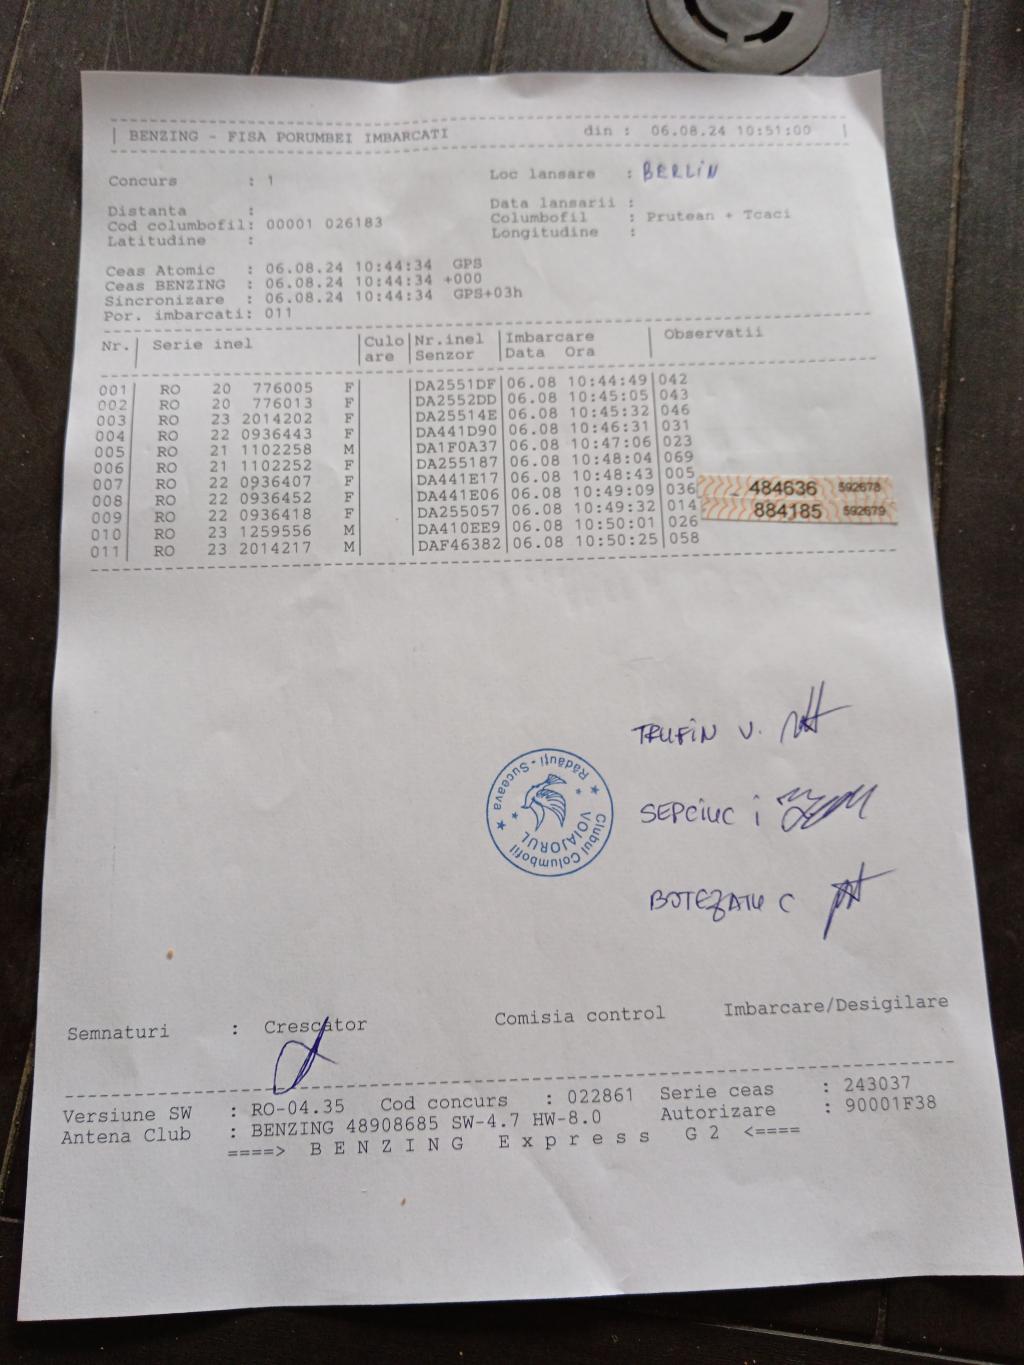 BENZING - FISA PORUMBEI IMBARCATI din : 06.08.24 10:51:00
Concurs : 1 Loc lansare : BERLIN
Distanta : Data lansarii :
Cod columbofil: 00001 026183 Columbofil : Prutean + Tcaci
Latitudine : Longitudine :
Ceas Atomic : 06.08.24 10:44:34 GPS
Ceas BENZING : 06.08.24 10:44:34 +000
Sincronizare : 06.08.24 10:44:34 GPS+03h
Por. imbarcati: 011
Nr. Serie inel Culo Nr.inel Imbarcare Observatii
are Senzor Data Ora
001 RO 20 776005 F DA2551DF 06.08 10:44:49 042
002 RO 20 776013 F DA2552DD 06.08 10:45:05 043
003 RO 23 2014202 F DA25514E 06.08 10:45:32 046
004 RO 22 0936443 F DA441D90 06.08 10:46:31 031
005 RO 21 1102258 M DA1F0A37 06.08 10:47:06 023
006 RO 21 1102252 F DA255187 06.08 10:48:04 069
007 RO 22 0936407 F DA441E17 06.08 10:48:43 005
008 RO 22 0936452 F DA441E06 06.08 10:49:09 036
009 RO 22 0936418 F DA255057 06.08 10:49:32 014
010 RO 23 1259556 M DA410EE9 06.08 10:50:01 026
011 RO 23 2014217 M DAF46382 06.08 10:50:25 058
484636 592678
884185 592679
TRUFIN V.
Clubul Columbofil
VOIAJORUL
Rădăuți - Suceava
SEPCIUC I
BOTEZATU C
Semnaturi : Crescator Comisia control Imbarcare/Desigilare
Versiune SW : RO-04.35 Cod concurs : 022861 Serie ceas : 243037
Antena Club : BENZING 48908685 SW-4.7 HW-8.0 Autorizare : 90001F38
====> B E N Z I N G E x p r e s s G 2 <====